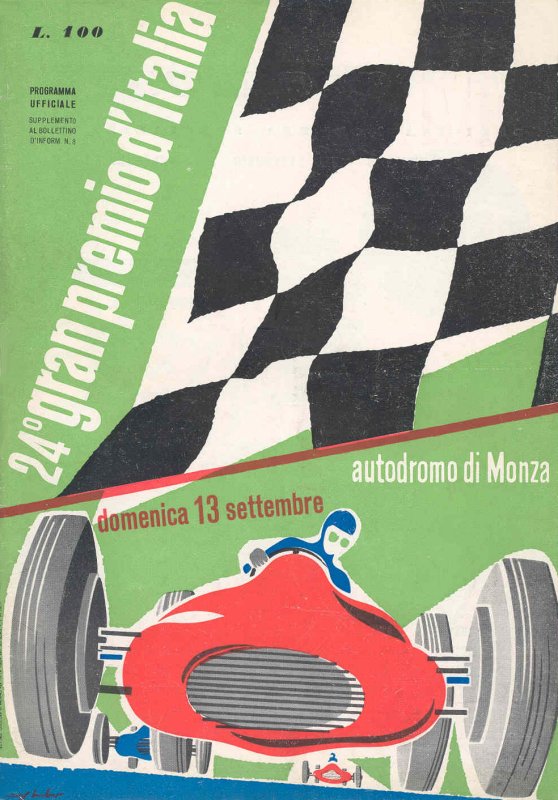 L. 100
PROGRAMMA
UFFICIALE
SUPPLEMENTO
AL BOLLETTINO
D'INFORM. N. 8
24° gran premio d'Italia
autodromo di Monza
domenica 13 settembre